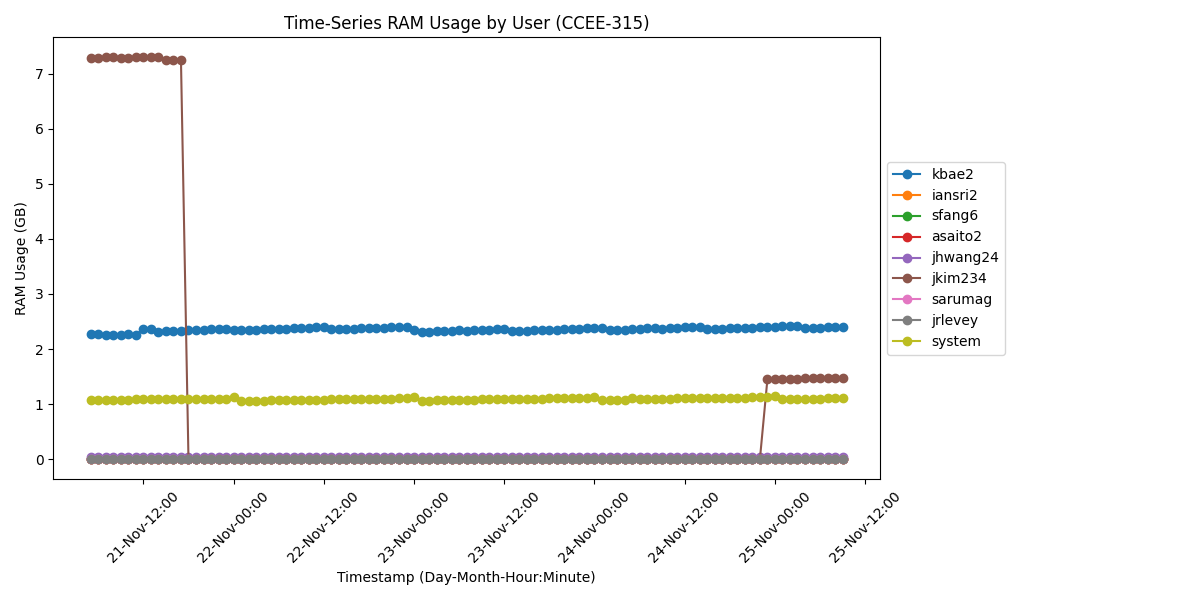 Time-Series RAM Usage by User (CCEE-315)
RAM Usage (GB)
7
6
5
4
3
2
1
0
21-Nov-12:00
22-Nov-00:00
22-Nov-12:00
23-Nov-00:00
23-Nov-12:00
24-Nov-00:00
24-Nov-12:00
25-Nov-00:00
25-Nov-12:00
Timestamp (Day-Month-Hour:Minute)
kbae2
iansri2
sfang6
asaito2
jhwang24
jkim234
sarumag
jrlevey
system